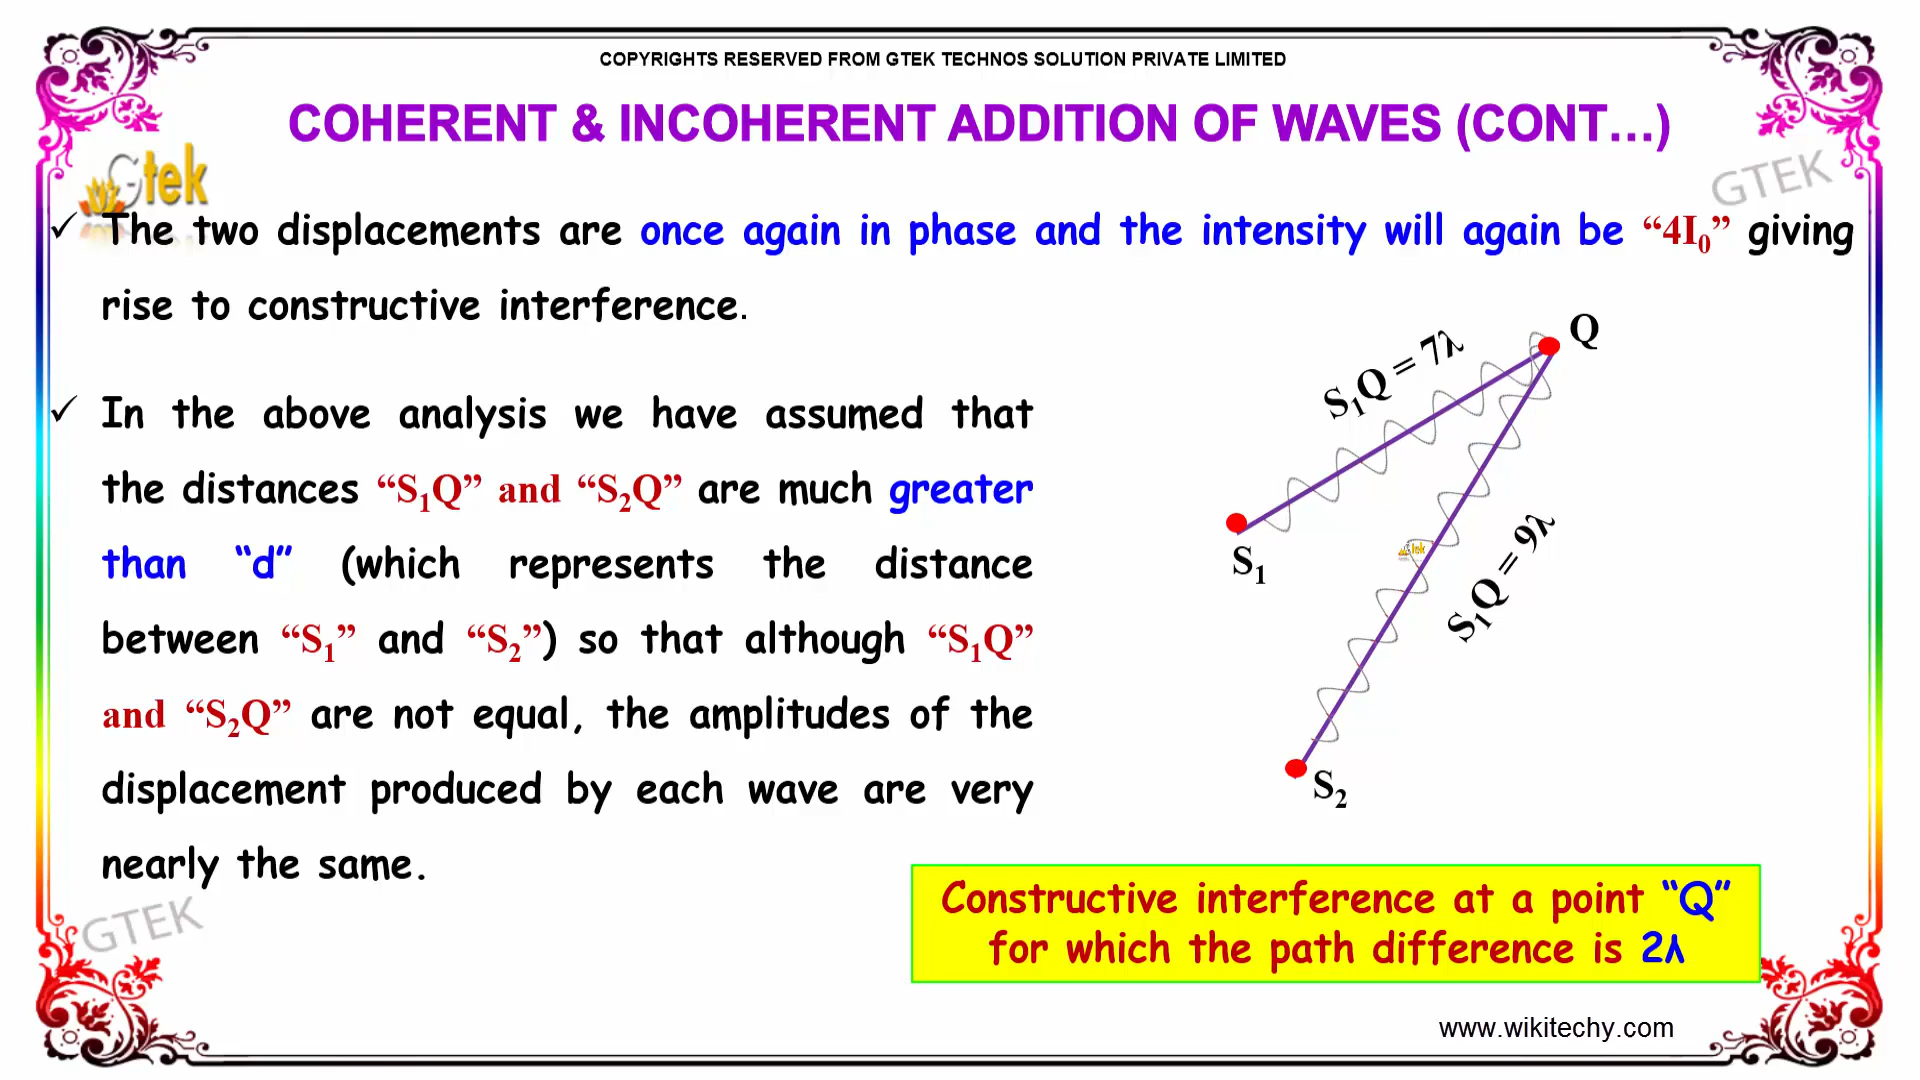 COPYRIGHTS RESERVED FROM GTEK TECHNOS SOLUTION PRIVATE LIMITED
COHERENT & INCOHERENT ADDITION OF WAVES (CONT…)
Gtek
GTEK
✓ The two displacements are once again in phase and the intensity will again be “4I₀” giving
rise to constructive interference.
✓ In the above analysis we have assumed that
the distances “S₁Q” and “S₂Q” are much greater
than “d” (which represents the distance
between “S₁” and “S₂”) so that although “S₁Q”
and “S₂Q” are not equal, the amplitudes of the
displacement produced by each wave are very
nearly the same.
Q
S₁Q = 7λ
S₁
Gtek
S₁Q = 9λ
S₂
Constructive interference at a point “Q”
for which the path difference is 2λ
GTEK
www.wikitechy.com